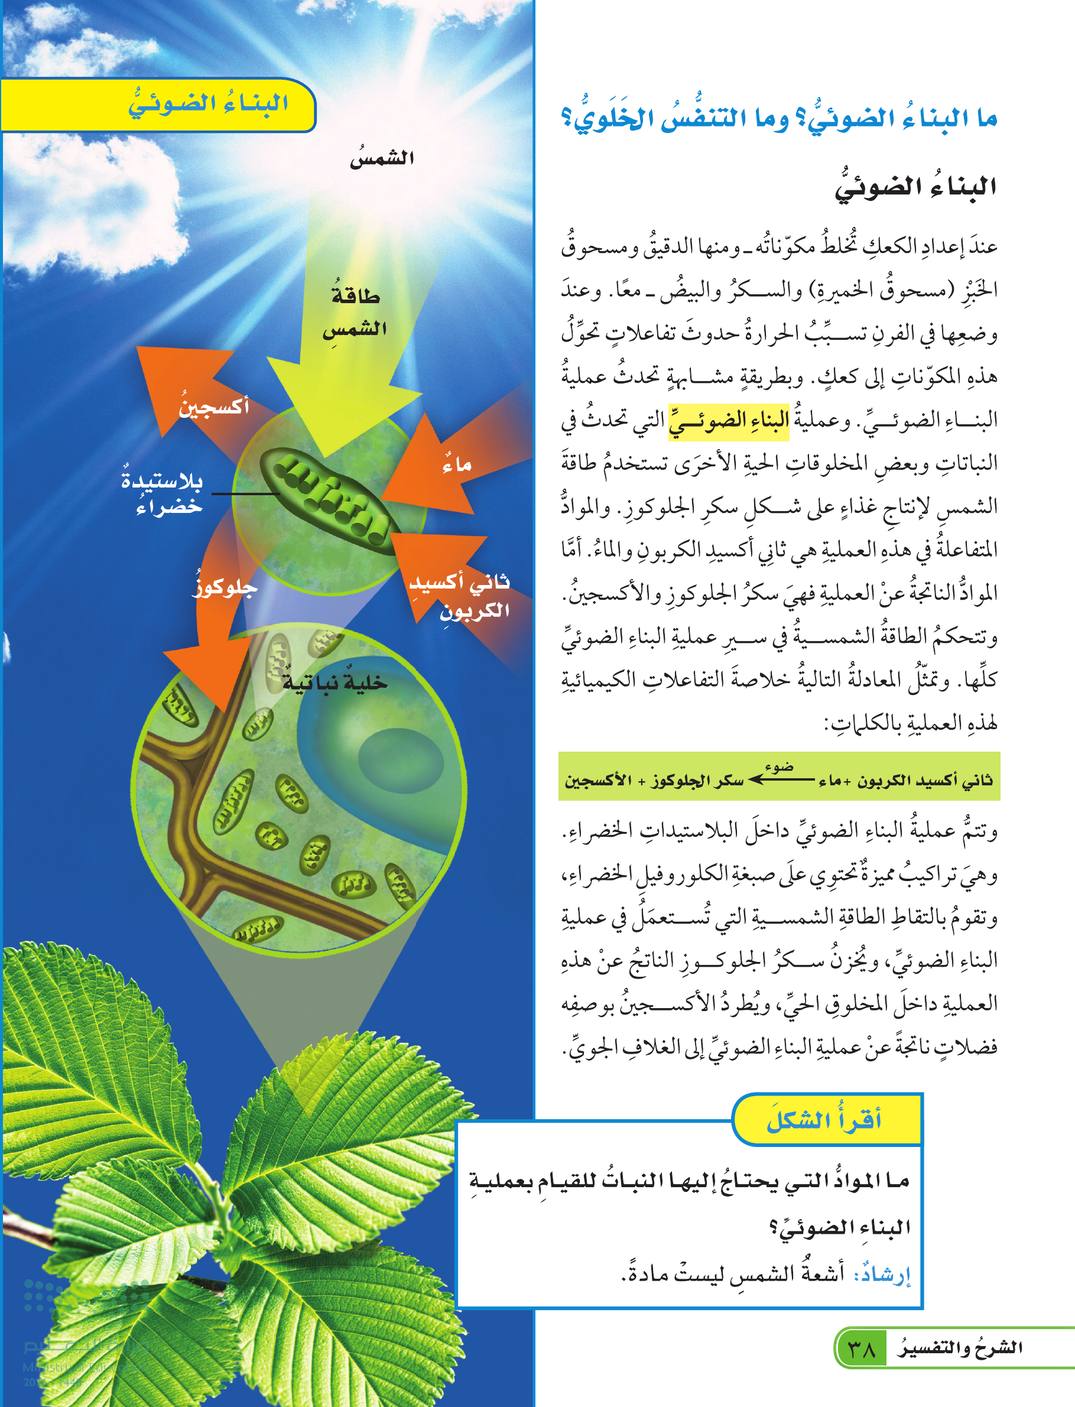 ما البناءُ الضوئيُّ؟ وما التنفُّسُ الخَلَويُّ؟
البناءُ الضوئيُّ
عندَ إعدادِ الكعكِ تُخلطُ مكوّناتُه ـ ومنها الدقيقُ ومسحوقُ
الخَبْزِ (مسحوقُ الخميرةِ) والسكرُ والبيضُ ـ معًا. وعندَ
وضعِها في الفرنِ تسبِّبُ الحرارةُ حدوثَ تفاعلاتٍ تحوِّلُ
هذهِ المكوّناتِ إلى كعكٍ. وبطريقةٍ مشابهةٍ تحدثُ عمليةُ
البناءِ الضوئيِّ. وعمليةُ البناءِ الضوئيِّ التي تحدثُ في
النباتاتِ وبعضِ المخلوقاتِ الحيةِ الأخرَى تستخدمُ طاقةَ
الشمسِ لإنتاجِ غذاءٍ على شكلِ سكرِ الجلوكوزِ. والموادُّ
المتفاعلةُ في هذهِ العمليةِ هي ثانِي أكسيدِ الكربونِ والماءُ. أمَّا
الموادُّ الناتجةُ عنْ العمليةِ فهيَ سكرُ الجلوكوزِ والأكسجينُ.
وتتحكمُ الطاقةُ الشمسيةُ في سيرِ عمليةِ البناءِ الضوئيِّ
كلِّها. وتمثّلُ المعادلةُ التاليةُ خلاصةَ التفاعلاتِ الكيميائيةِ
لهذهِ العمليةِ بالكلماتِ:
ثاني أكسيد الكربون +ماء ضوء سكر الجلوكوز + الأكسجين
وتتمُّ عمليةُ البناءِ الضوئيِّ داخلَ البلاستيداتِ الخضراءِ.
وهيَ تراكيبُ مميزةٌ تحتوِي علَى صبغةِ الكلوروفيلِ الخضراءِ،
وتقومُ بالتقاطِ الطاقةِ الشمسيةِ التي تُستعمَلُ في عمليةِ
البناءِ الضوئيِّ، ويُخزنُ سكرُ الجلوكوزِ الناتجُ عنْ هذهِ
العمليةِ داخلَ المخلوقِ الحيِّ، ويُطردُ الأكسجينُ بوصفِه
فضلاتٍ ناتجةً عنْ عمليةِ البناءِ الضوئيِّ إلى الغلافِ الجويِّ.
أقرأُ الشكلَ
ما الموادُّ التي يحتاجُ إليها النباتُ للقيامِ بعمليةِ
البناءِ الضوئيِّ؟
إرشادٌ: أشعةُ الشمسِ ليستْ مادةً.
البناءُ الضوئيُّ
الشمسُ
طاقةُ
الشمسِ
أكسجينُ
ماءٌ
بلاستيدةٌ
خضراءُ
ثاني أكسيدِ
الكربونِ
جلوكوزُ
خليةٌ نباتيةٌ
الشرحُ والتفسيرُ ٣٨